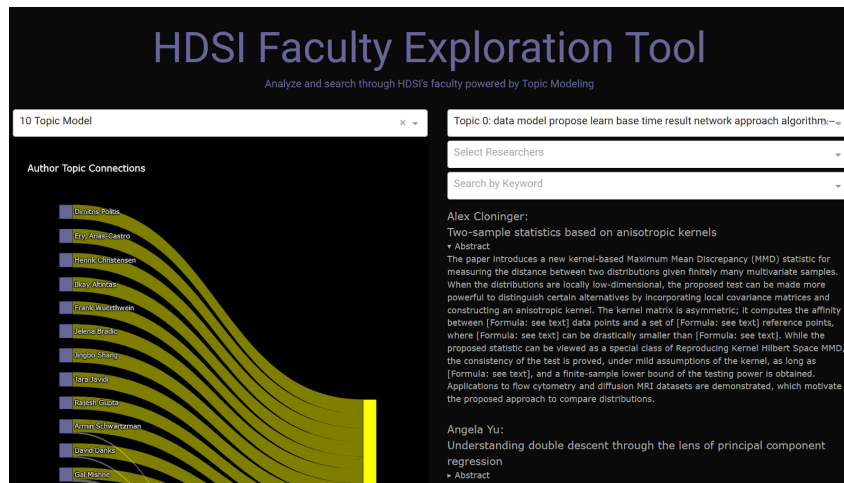 HDSI Faculty Exploration Tool
Analyze and search through HDSI's faculty powered by Topic Modeling
10 Topic Model
Author Topic Connections
Dimitris Politis
Ery Arias-Castro
Henrik Christensen
Ilkay Altintas
Frank Wuerthwein
Jelena Bradic
Jingbo Shang
Tara Javidi
Rajesh Gupta
Armin Schwartzman
David Danks
Gal Mishne
Topic 0: data model propose learn base time result network approach algorithm
Select Researchers
Search by Keyword
Alex Cloninger:
Two-sample statistics based on anisotropic kernels
▾ Abstract
The paper introduces a new kernel-based Maximum Mean Discrepancy (MMD) statistic for
measuring the distance between two distributions given finitely many multivariate samples.
When the distributions are locally low-dimensional, the proposed test can be made more
powerful to distinguish certain alternatives by incorporating local covariance matrices and
constructing an anisotropic kernel. The kernel matrix is asymmetric; it computes the affinity
between [Formula: see text] data points and a set of [Formula: see text] reference points,
where [Formula: see text] can be drastically smaller than [Formula: see text]. While the
proposed statistic can be viewed as a special class of Reproducing Kernel Hilbert Space MMD,
the consistency of the test is proved, under mild assumptions of the kernel, as long as
[Formula: see text], and a finite-sample lower bound of the testing power is obtained.
Applications to flow cytometry and diffusion MRI datasets are demonstrated, which motivate
the proposed approach to compare distributions.
Angela Yu:
Understanding double descent through the lens of principal component
regression
▸ Abstract